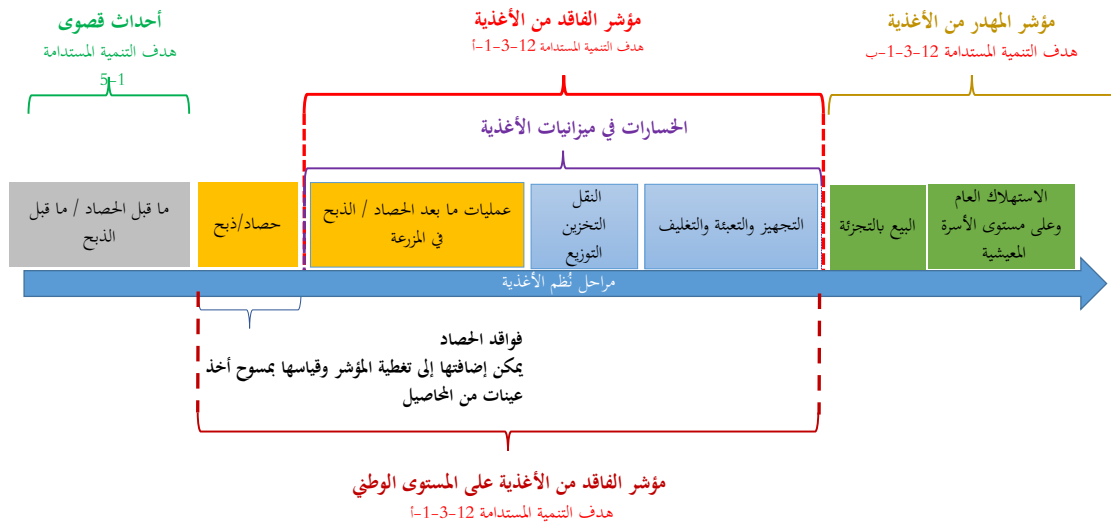 أحداث قصوى
هدف التنمية المستدامة
1-5
مؤشر الفاقد من الأغذية
هدف التنمية المستدامة 12-3-1-أ
مؤشر المهدر من الأغذية
هدف التنمية المستدامة 12-3-1-ب
الخسارات في ميزانيات الأغذية
ما قبل الحصاد / ما قبل
الذبح
حصاد/ذبح
عمليات ما بعد الحصاد / الذبح
في المزرعة
النقل
التخزين
التوزيع
التجهيز والتعبئة والتغليف
البيع بالتجزئة
الاستهلاك العام
وعلى مستوى الأسرة
المعيشية
مراحل نُظم الأغذية
فواقد الحصاد
يمكن إضافتها إلى تغطية المؤشر وقياسها بمسوح أخذ
عينات من المحاصيل
مؤشر الفاقد من الأغذية على المستوى الوطني
هدف التنمية المستدامة 12-3-1-أ